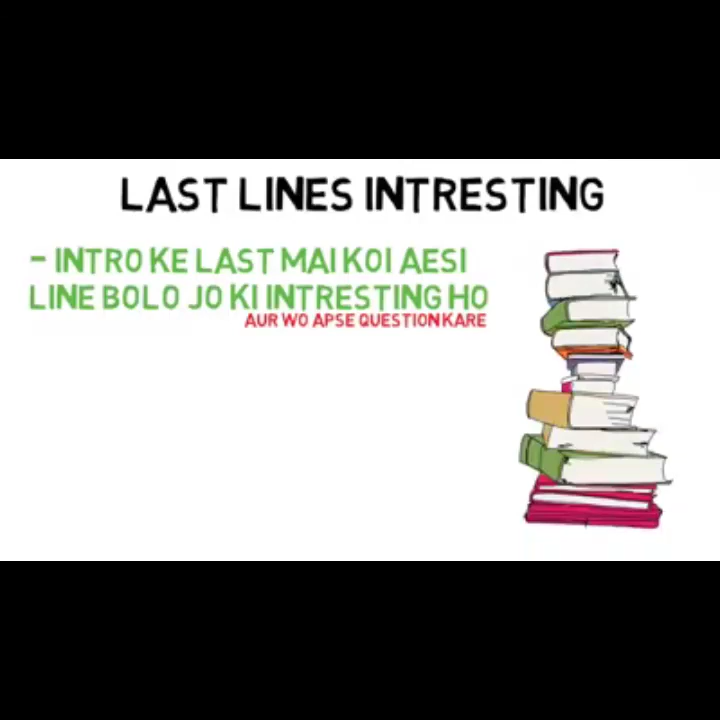 LAST LINES INTRESTING
- INTRO KE LAST MAI KOI AESI
LINE BOLO JO KI INTRESTING HO
AUR WO APSE QUESTION KARE